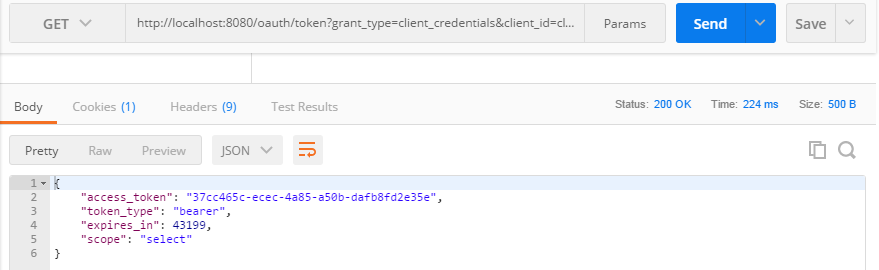 GET http://localhost:8080/oauth/token?grant_type=client_credentials&client_id=cl... Params Send Save
Body Cookies (1) Headers (9) Test Results Status: 200 OK Time: 224 ms Size: 500 B
Pretty Raw Preview JSON
1 {
2 "access_token": "37cc465c-ecec-4a85-a50b-dafb8fd2e35e",
3 "token_type": "bearer",
4 "expires_in": 43199,
5 "scope": "select"
6 }